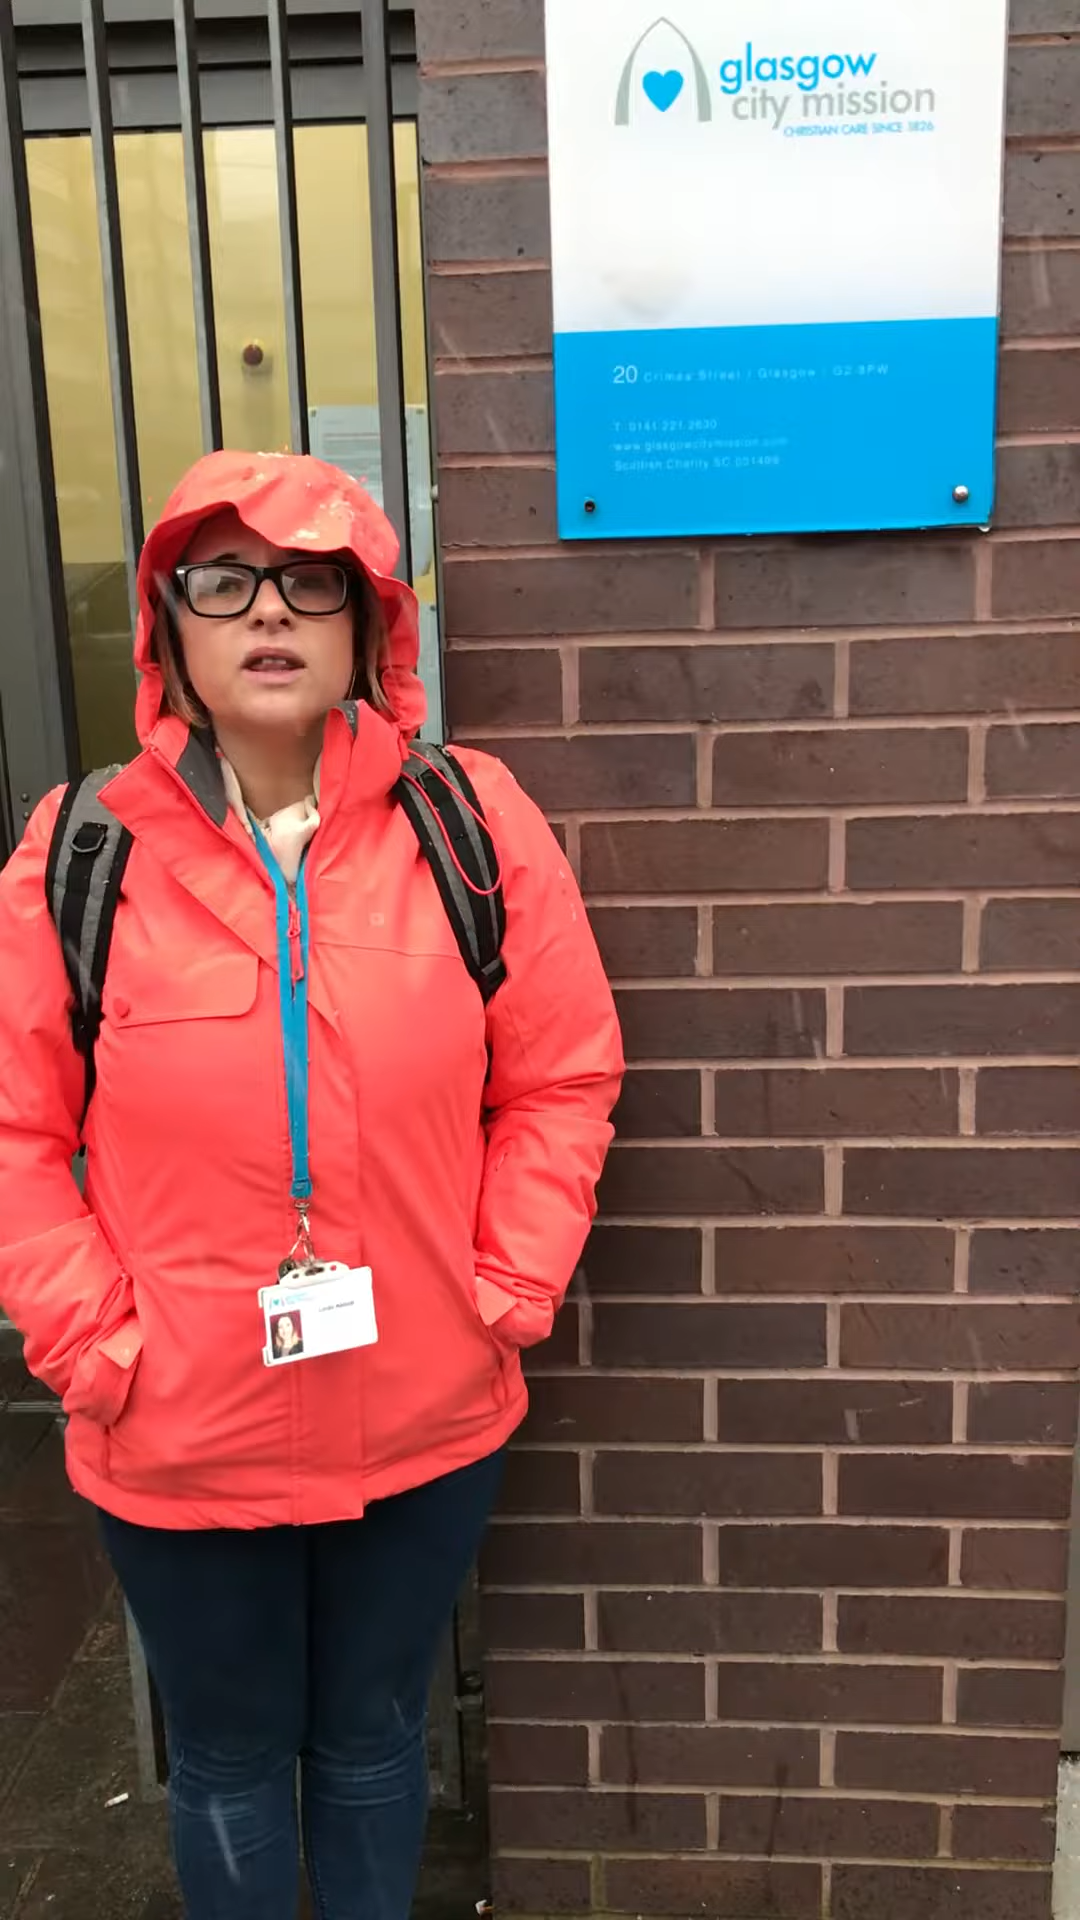 glasgow
city mission
CHRISTIAN CARE SINCE 1826
20 Crimea Street / Glasgow / G2 8PW
T: 0141 221 2630
www.glasgowcitymission.com
Scottish Charity SC 001499